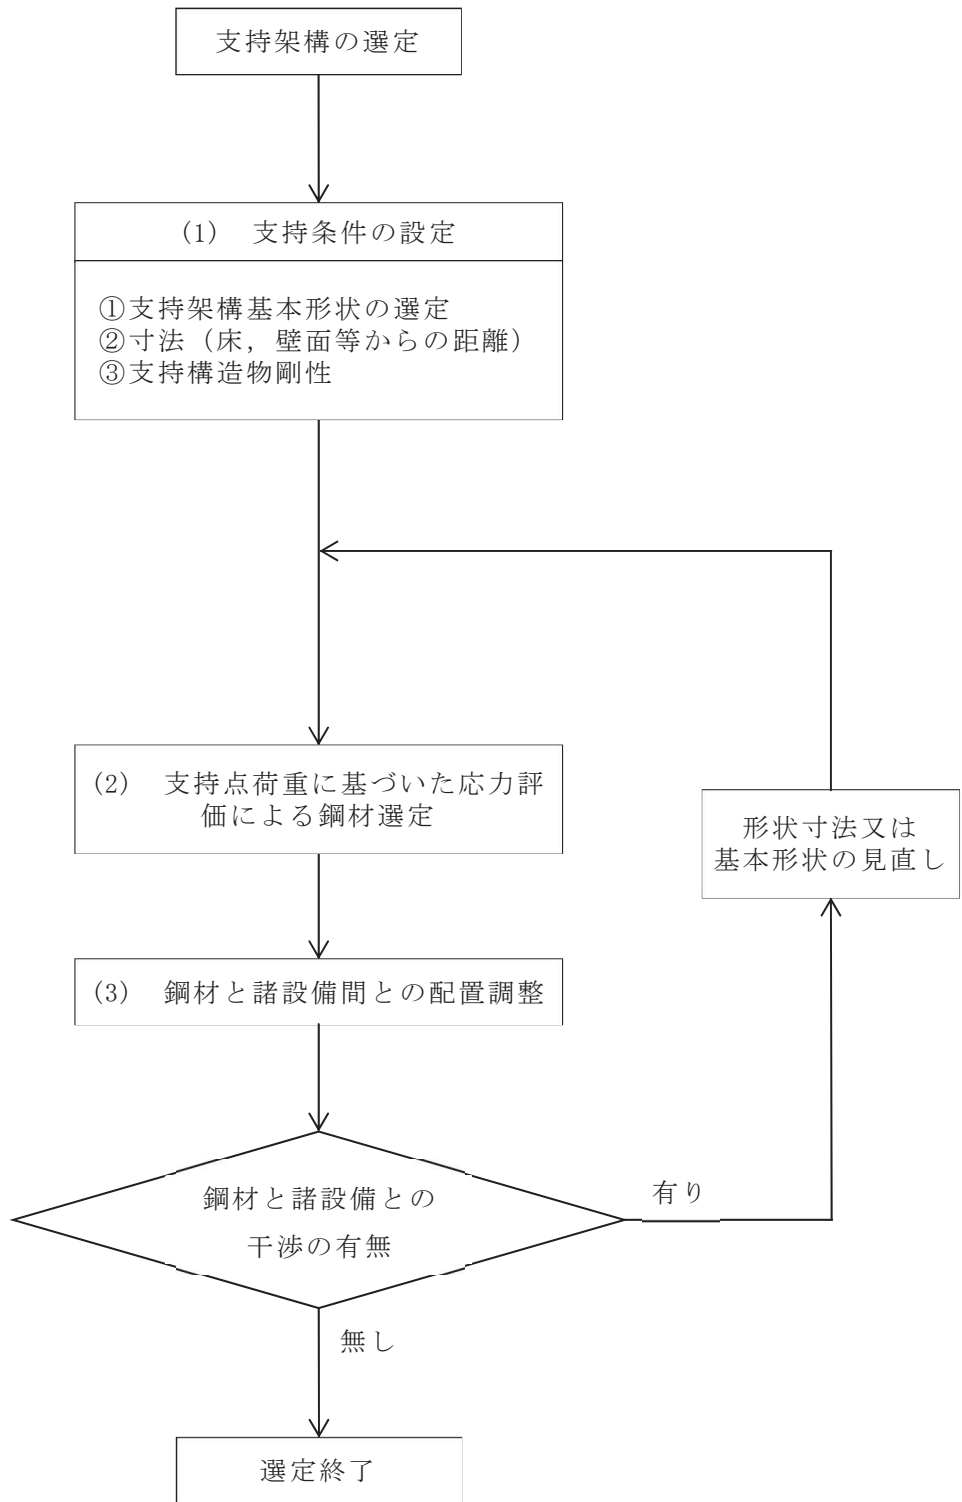 支持架構の選定
(1)　支持条件の設定
①支持架構基本形状の選定
②寸法（床，壁面等からの距離）
③支持構造物剛性
(2)　支持点荷重に基づいた応力評
価による鋼材選定
形状寸法又は
基本形状の見直し
(3)　鋼材と諸設備間との配置調整
鋼材と諸設備との
干渉の有無
有り
無し
選定終了